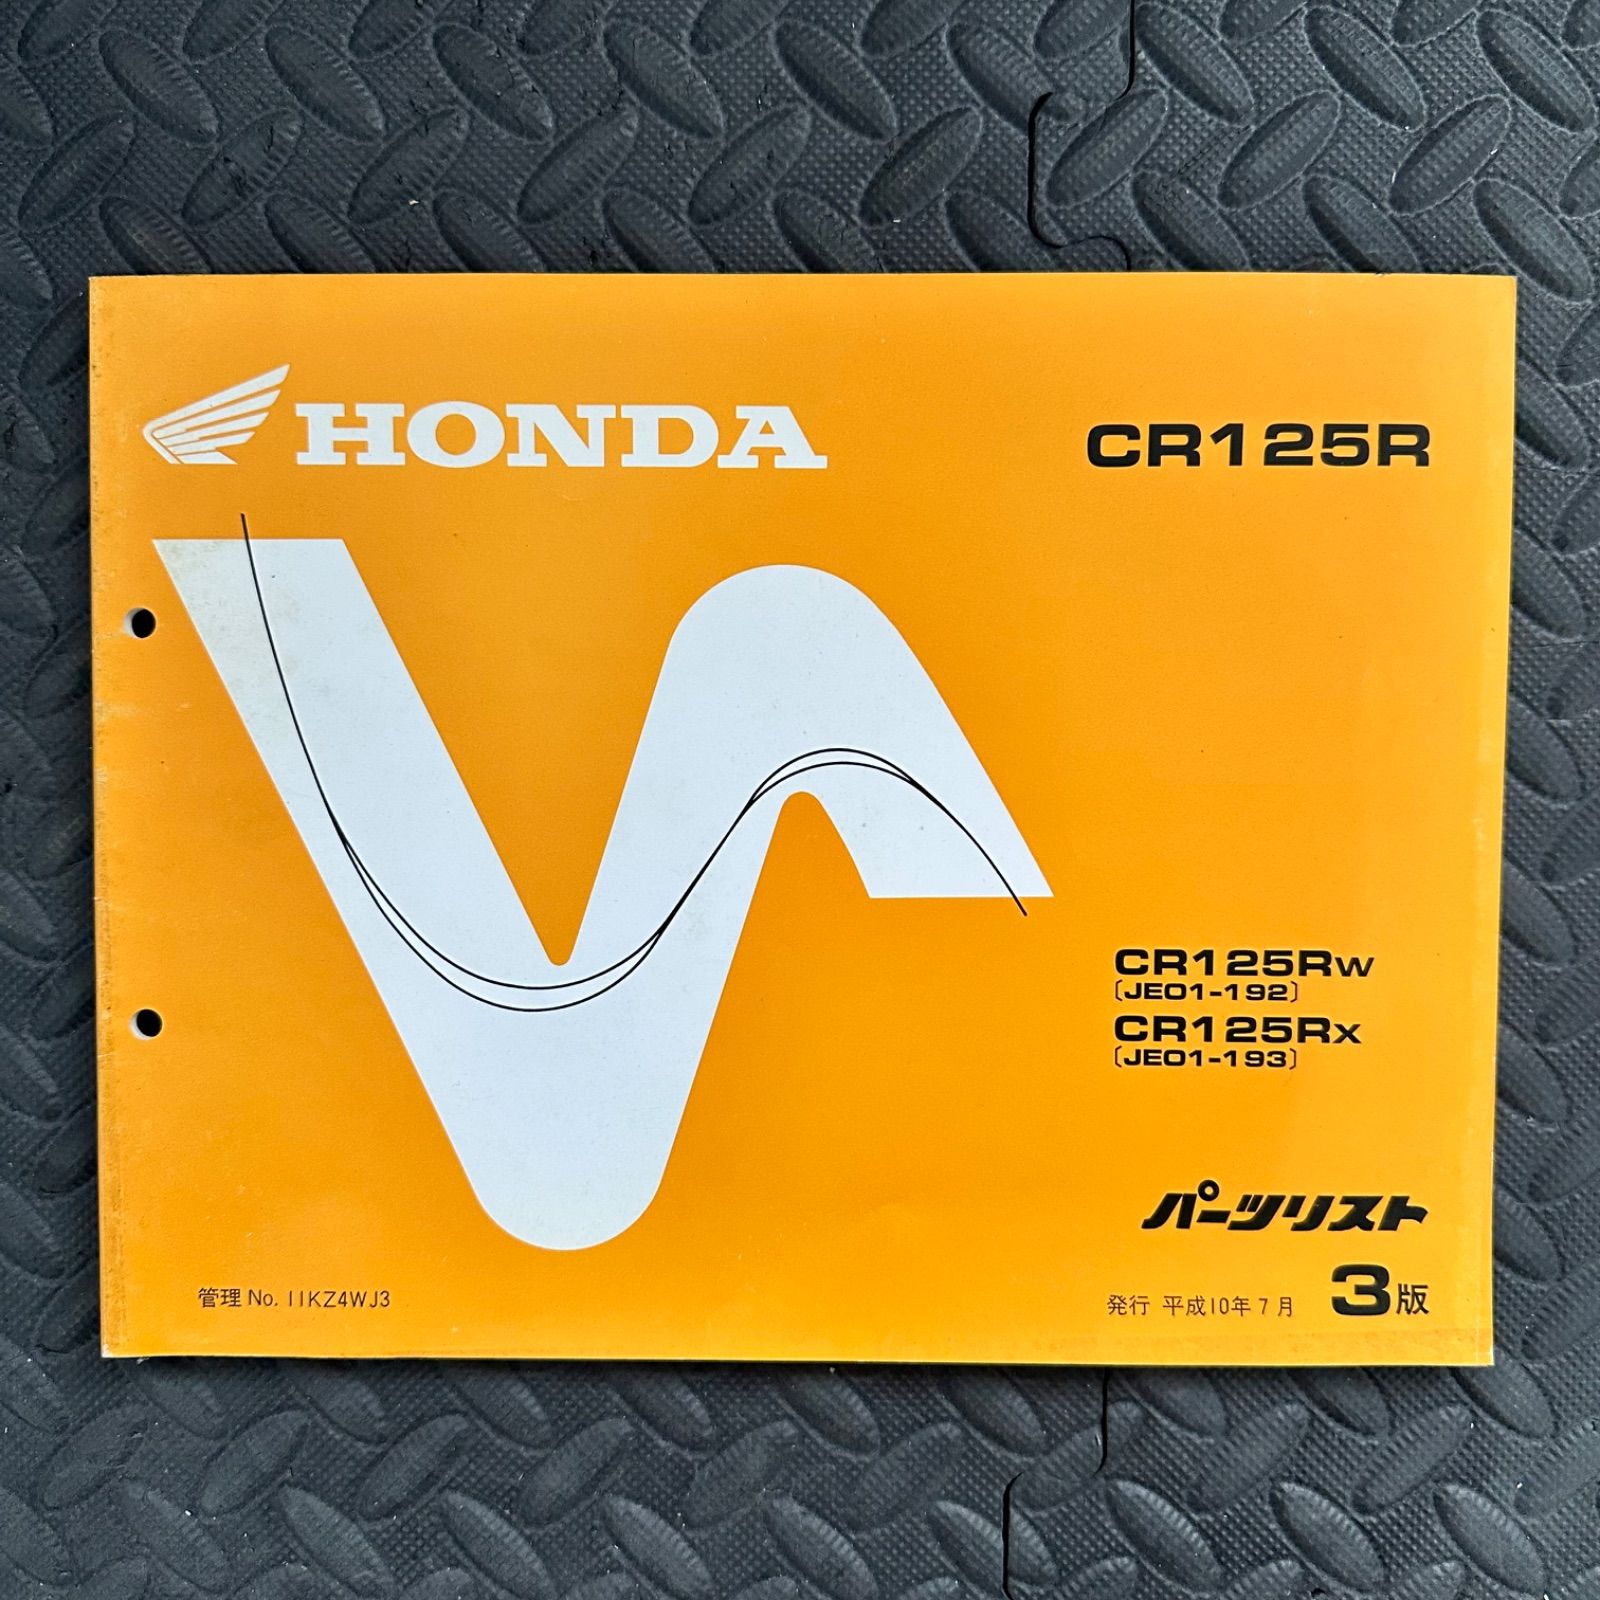 HONDA
CR125R
CR125RW
〔JE01-192〕
CR125RX
〔JE01-193〕
パーツリスト
3版
管理 No. 11KZ4WJ3
発行 平成10年7月